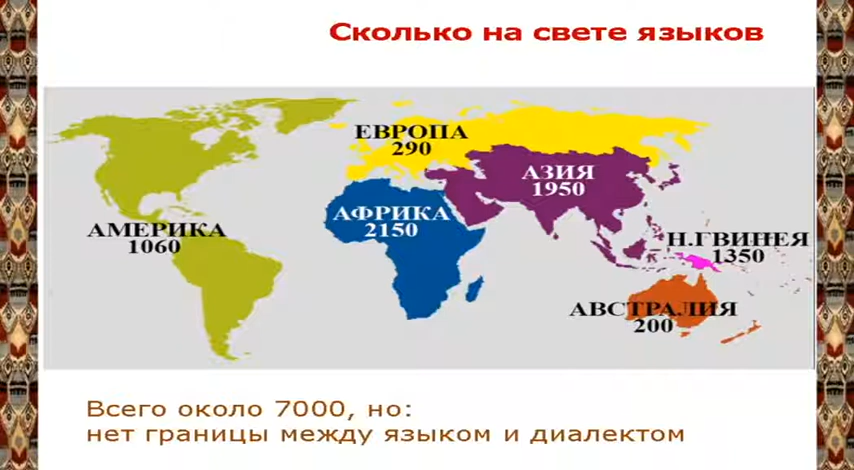 Сколько на свете языков
ЕВРОПА
290
АЗИЯ
1950
АФРИКА
2150
АМЕРИКА
1060
Н.ГВИНЕЯ
1350
АВСТРАЛИЯ
200
Всего около 7000, но:
нет границы между языком и диалектом